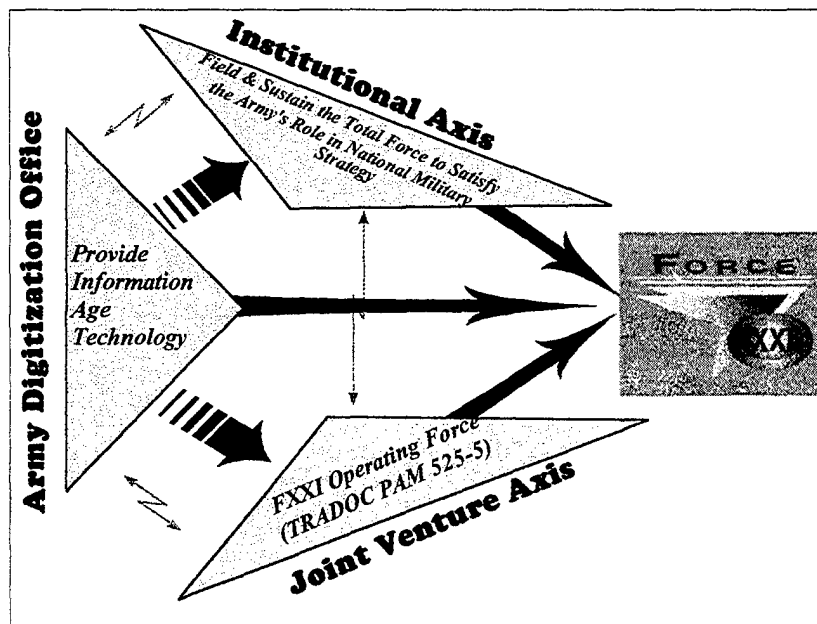 Institutional Axis
Field & Sustain the Total Force to Satisfy
the Army's Role in National Military
Strategy
Army Digitization Office
Provide
Information
Age
Technology
FORCE
XXI
FXXI Operating Force
(TRADOC PAM 525-5)
Joint Venture Axis